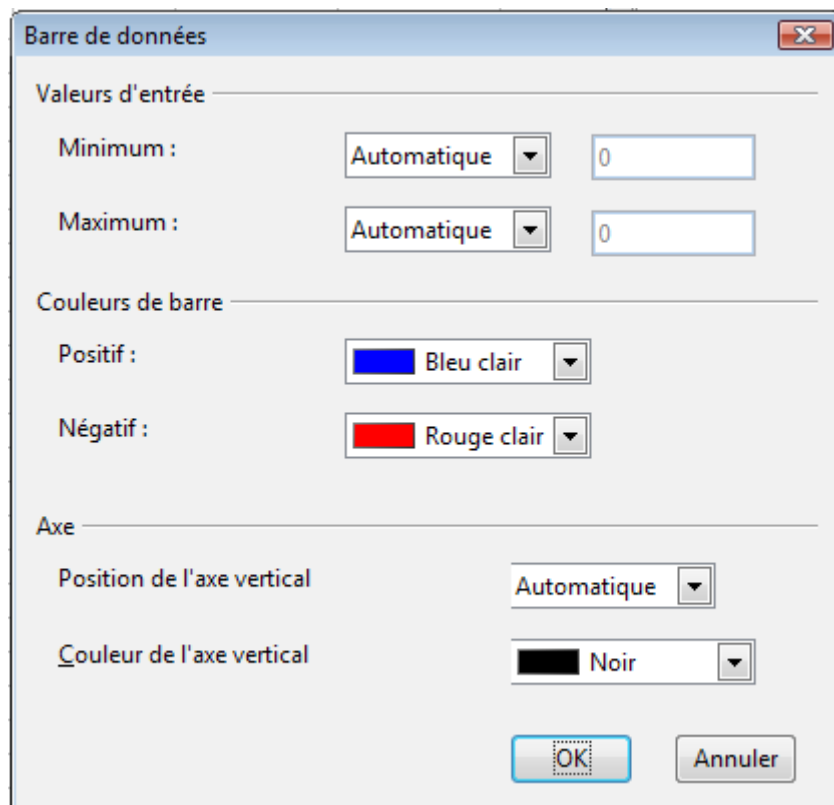 Barre de données
Valeurs d'entrée
Minimum : Automatique 0
Maximum : Automatique 0
Couleurs de barre
Positif : Bleu clair
Négatif : Rouge clair
Axe
Position de l'axe vertical Automatique
Couleur de l'axe vertical Noir
OK Annuler